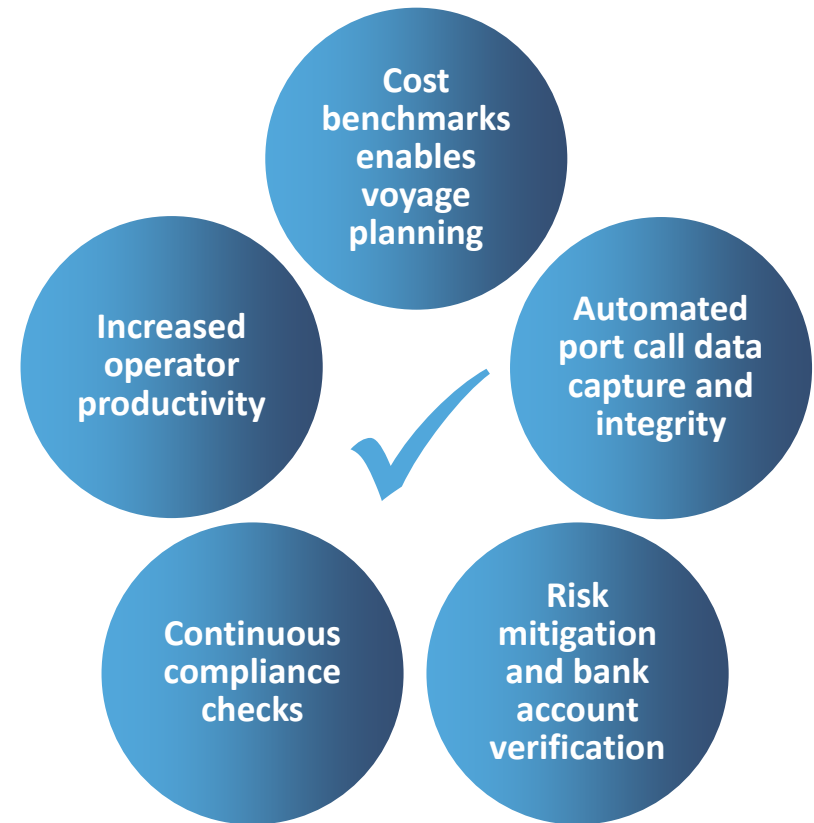 Cost
benchmarks
enables
voyage
planning
Automated
port call data
capture and
integrity
Risk
mitigation
and bank
account
verification
Continuous
compliance
checks
Increased
operator
productivity